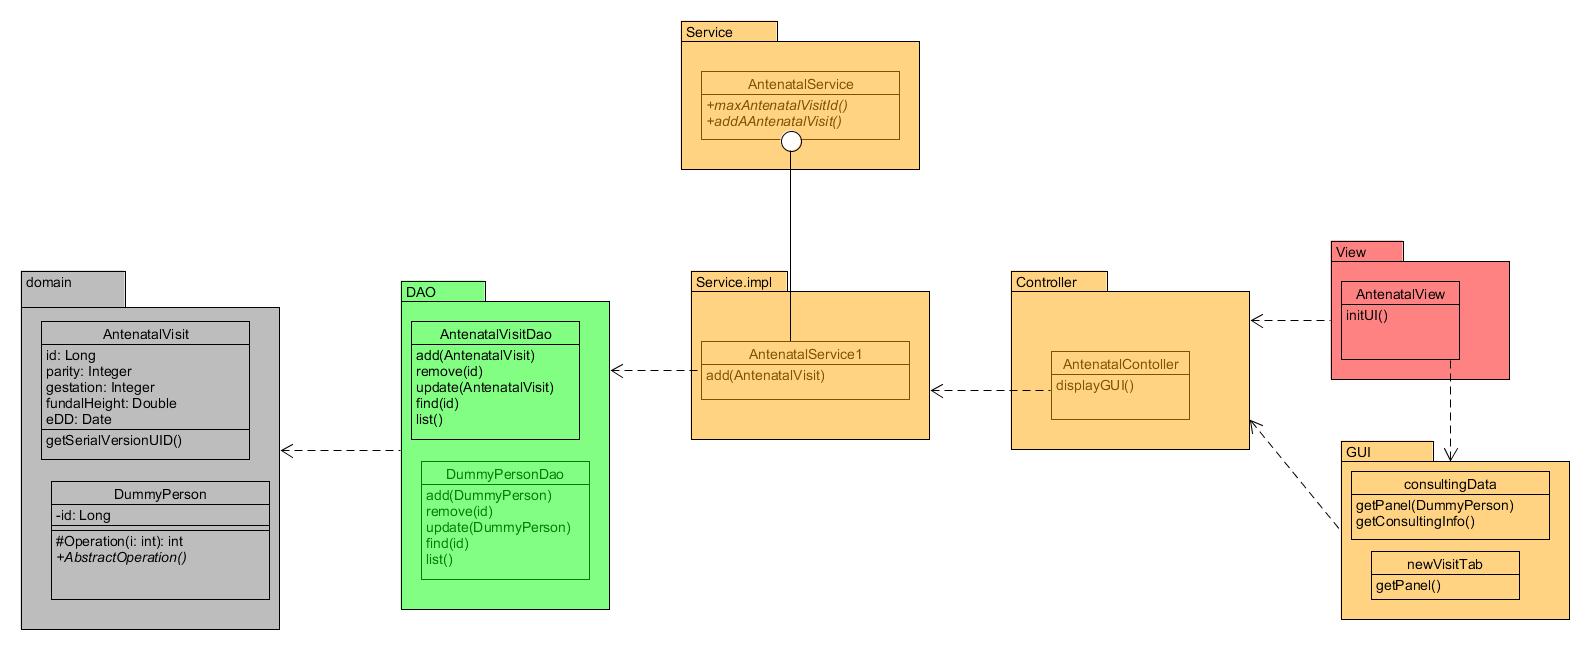 Service
AntenatalService
+maxAntenatalVisitId()
+addAAntenatalVisit()
domain
AntenatalVisit
id: Long
parity: Integer
gestation: Integer
fundalHeight: Double
eDD: Date
getSerialVersionUID()
DummyPerson
-id: Long
#Operation(i: int): int
+AbstractOperation()
DAO
AntenatalVisitDao
add(AntenatalVisit)
remove(id)
update(AntenatalVisit)
find(id)
list()
DummyPersonDao
add(DummyPerson)
remove(id)
update(DummyPerson)
find(id)
list()
Service.impl
AntenatalService1
add(AntenatalVisit)
Controller
AntenatalContoller
displayGUI()
View
AntenatalView
initUI()
GUI
consultingData
getPanel(DummyPerson)
getConsultingInfo()
newVisitTab
getPanel()